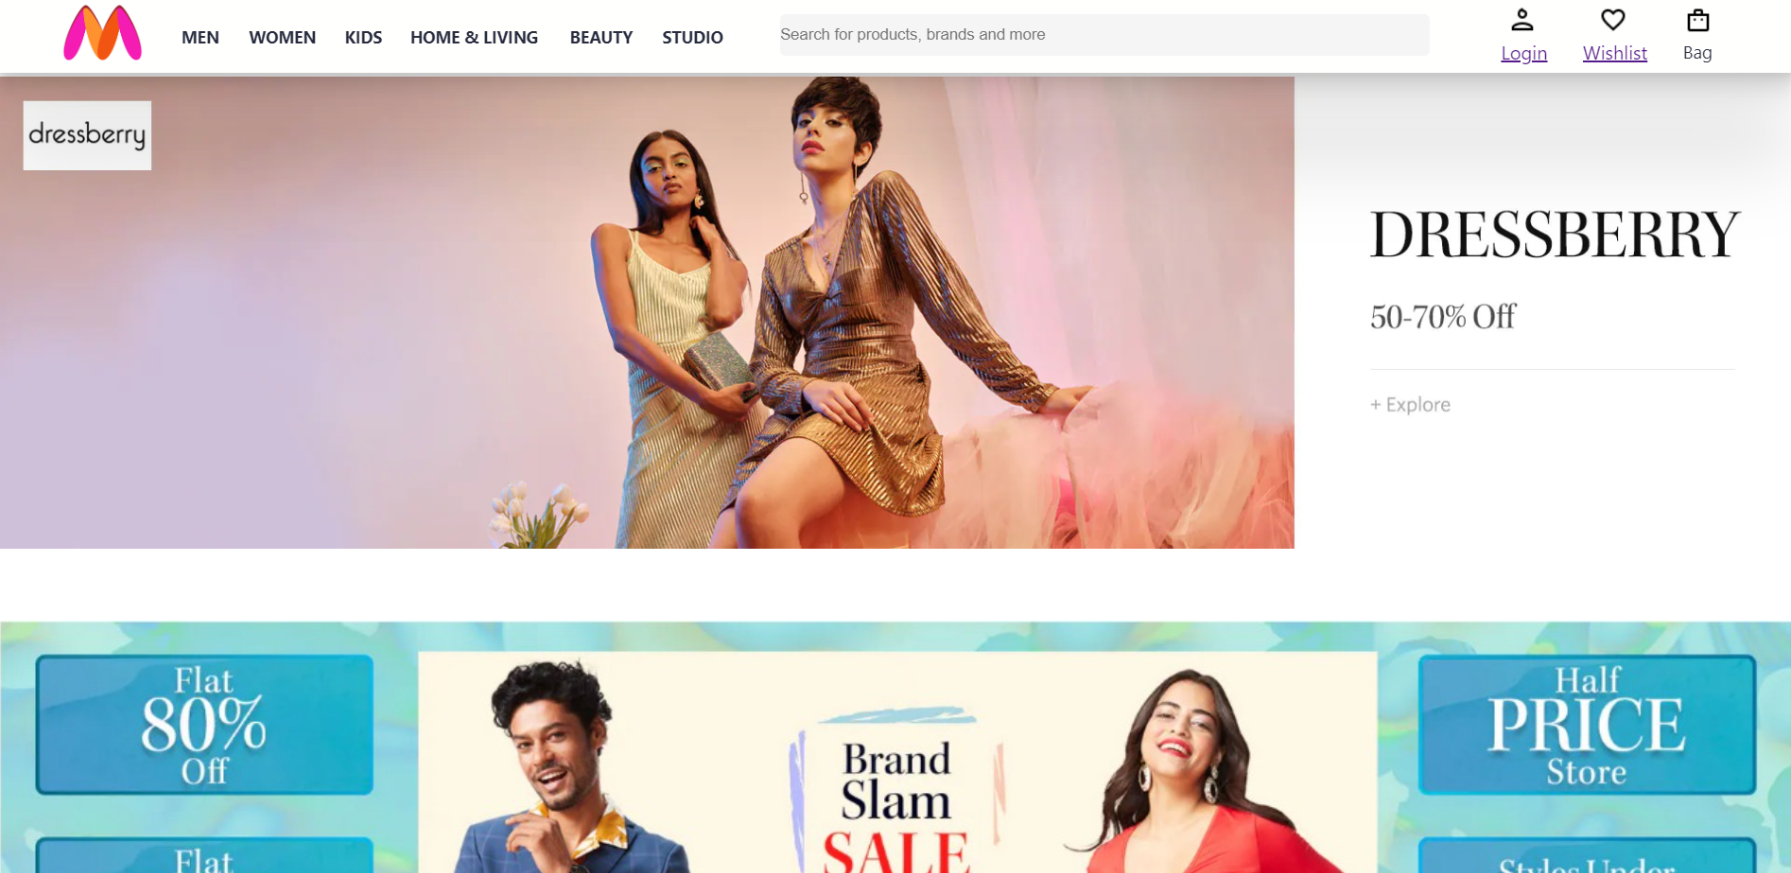 MEN WOMEN KIDS HOME & LIVING BEAUTY STUDIO
Search for products, brands and more
Login Wishlist Bag
dressberry
DRESSBERRY
50-70% Off
+ Explore
Flat
80%
Off
Brand
Slam
SALE
Half
PRICE
Store
Flat
Styles Under